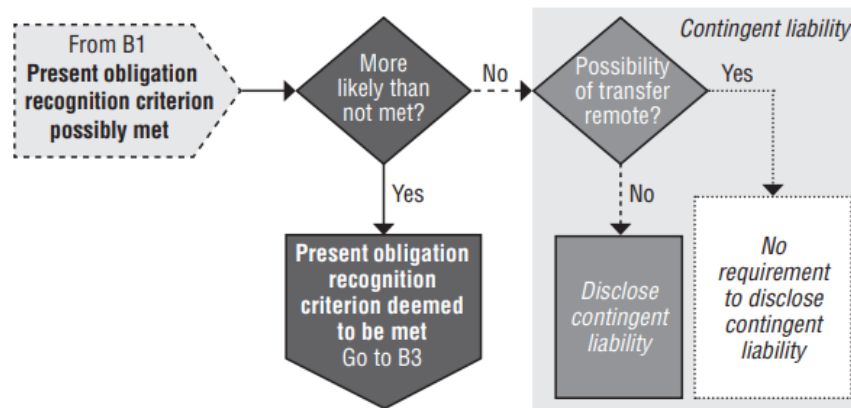 From B1
Present obligation
recognition criterion
possibly met
More
likely than
not met?
No
Contingent liability
Possibility
of transfer
remote?
Yes
Yes
No
Present obligation
recognition
criterion deemed
to be met
Go to B3
Disclose
contingent
liability
No
requirement
to disclose
contingent
liability